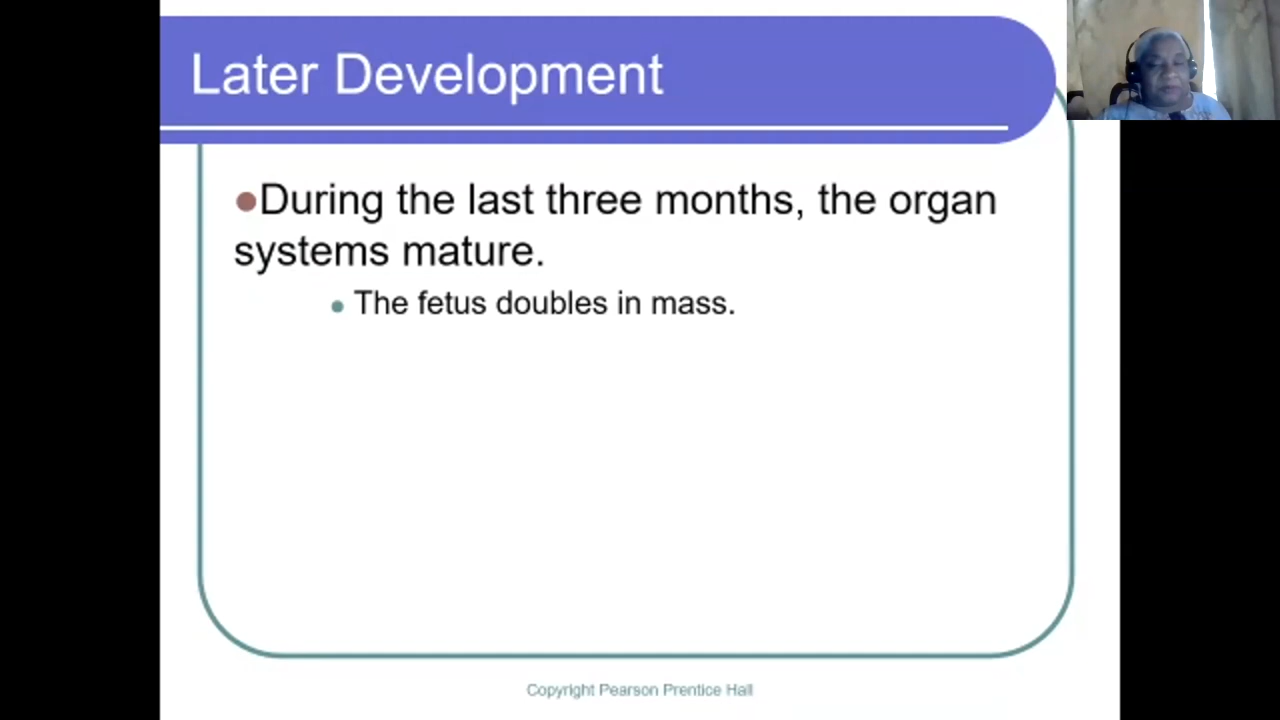 Later Development
During the last three months, the organ
systems mature.
The fetus doubles in mass.
Copyright Pearson Prentice Hall